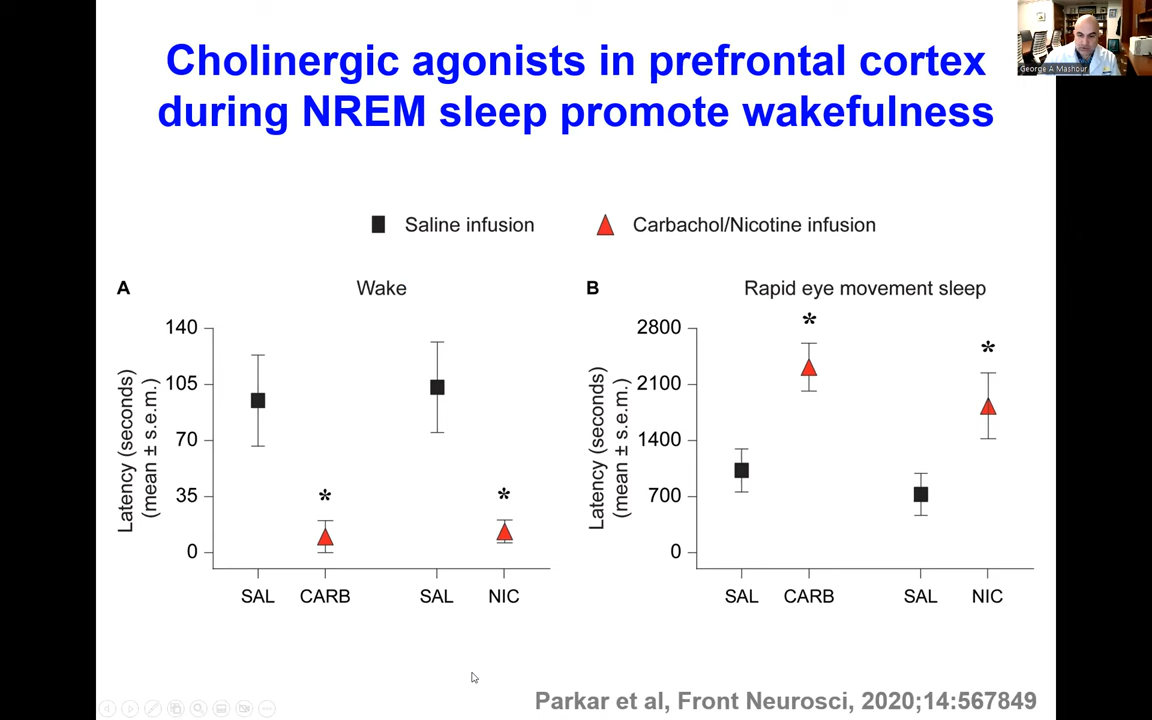 Cholinergic agonists in prefrontal cortex
during NREM sleep promote wakefulness
George A Mashour
Saline infusion
Carbachol/Nicotine infusion
A
Wake
Latency (seconds)
(mean ± s.e.m.)
140
105
70
35
0
*
*
SAL
CARB
SAL
NIC
B
Rapid eye movement sleep
Latency (seconds)
(mean ± s.e.m.)
2800
2100
1400
700
0
*
*
SAL
CARB
SAL
NIC
Parkar et al, Front Neurosci, 2020;14:567849